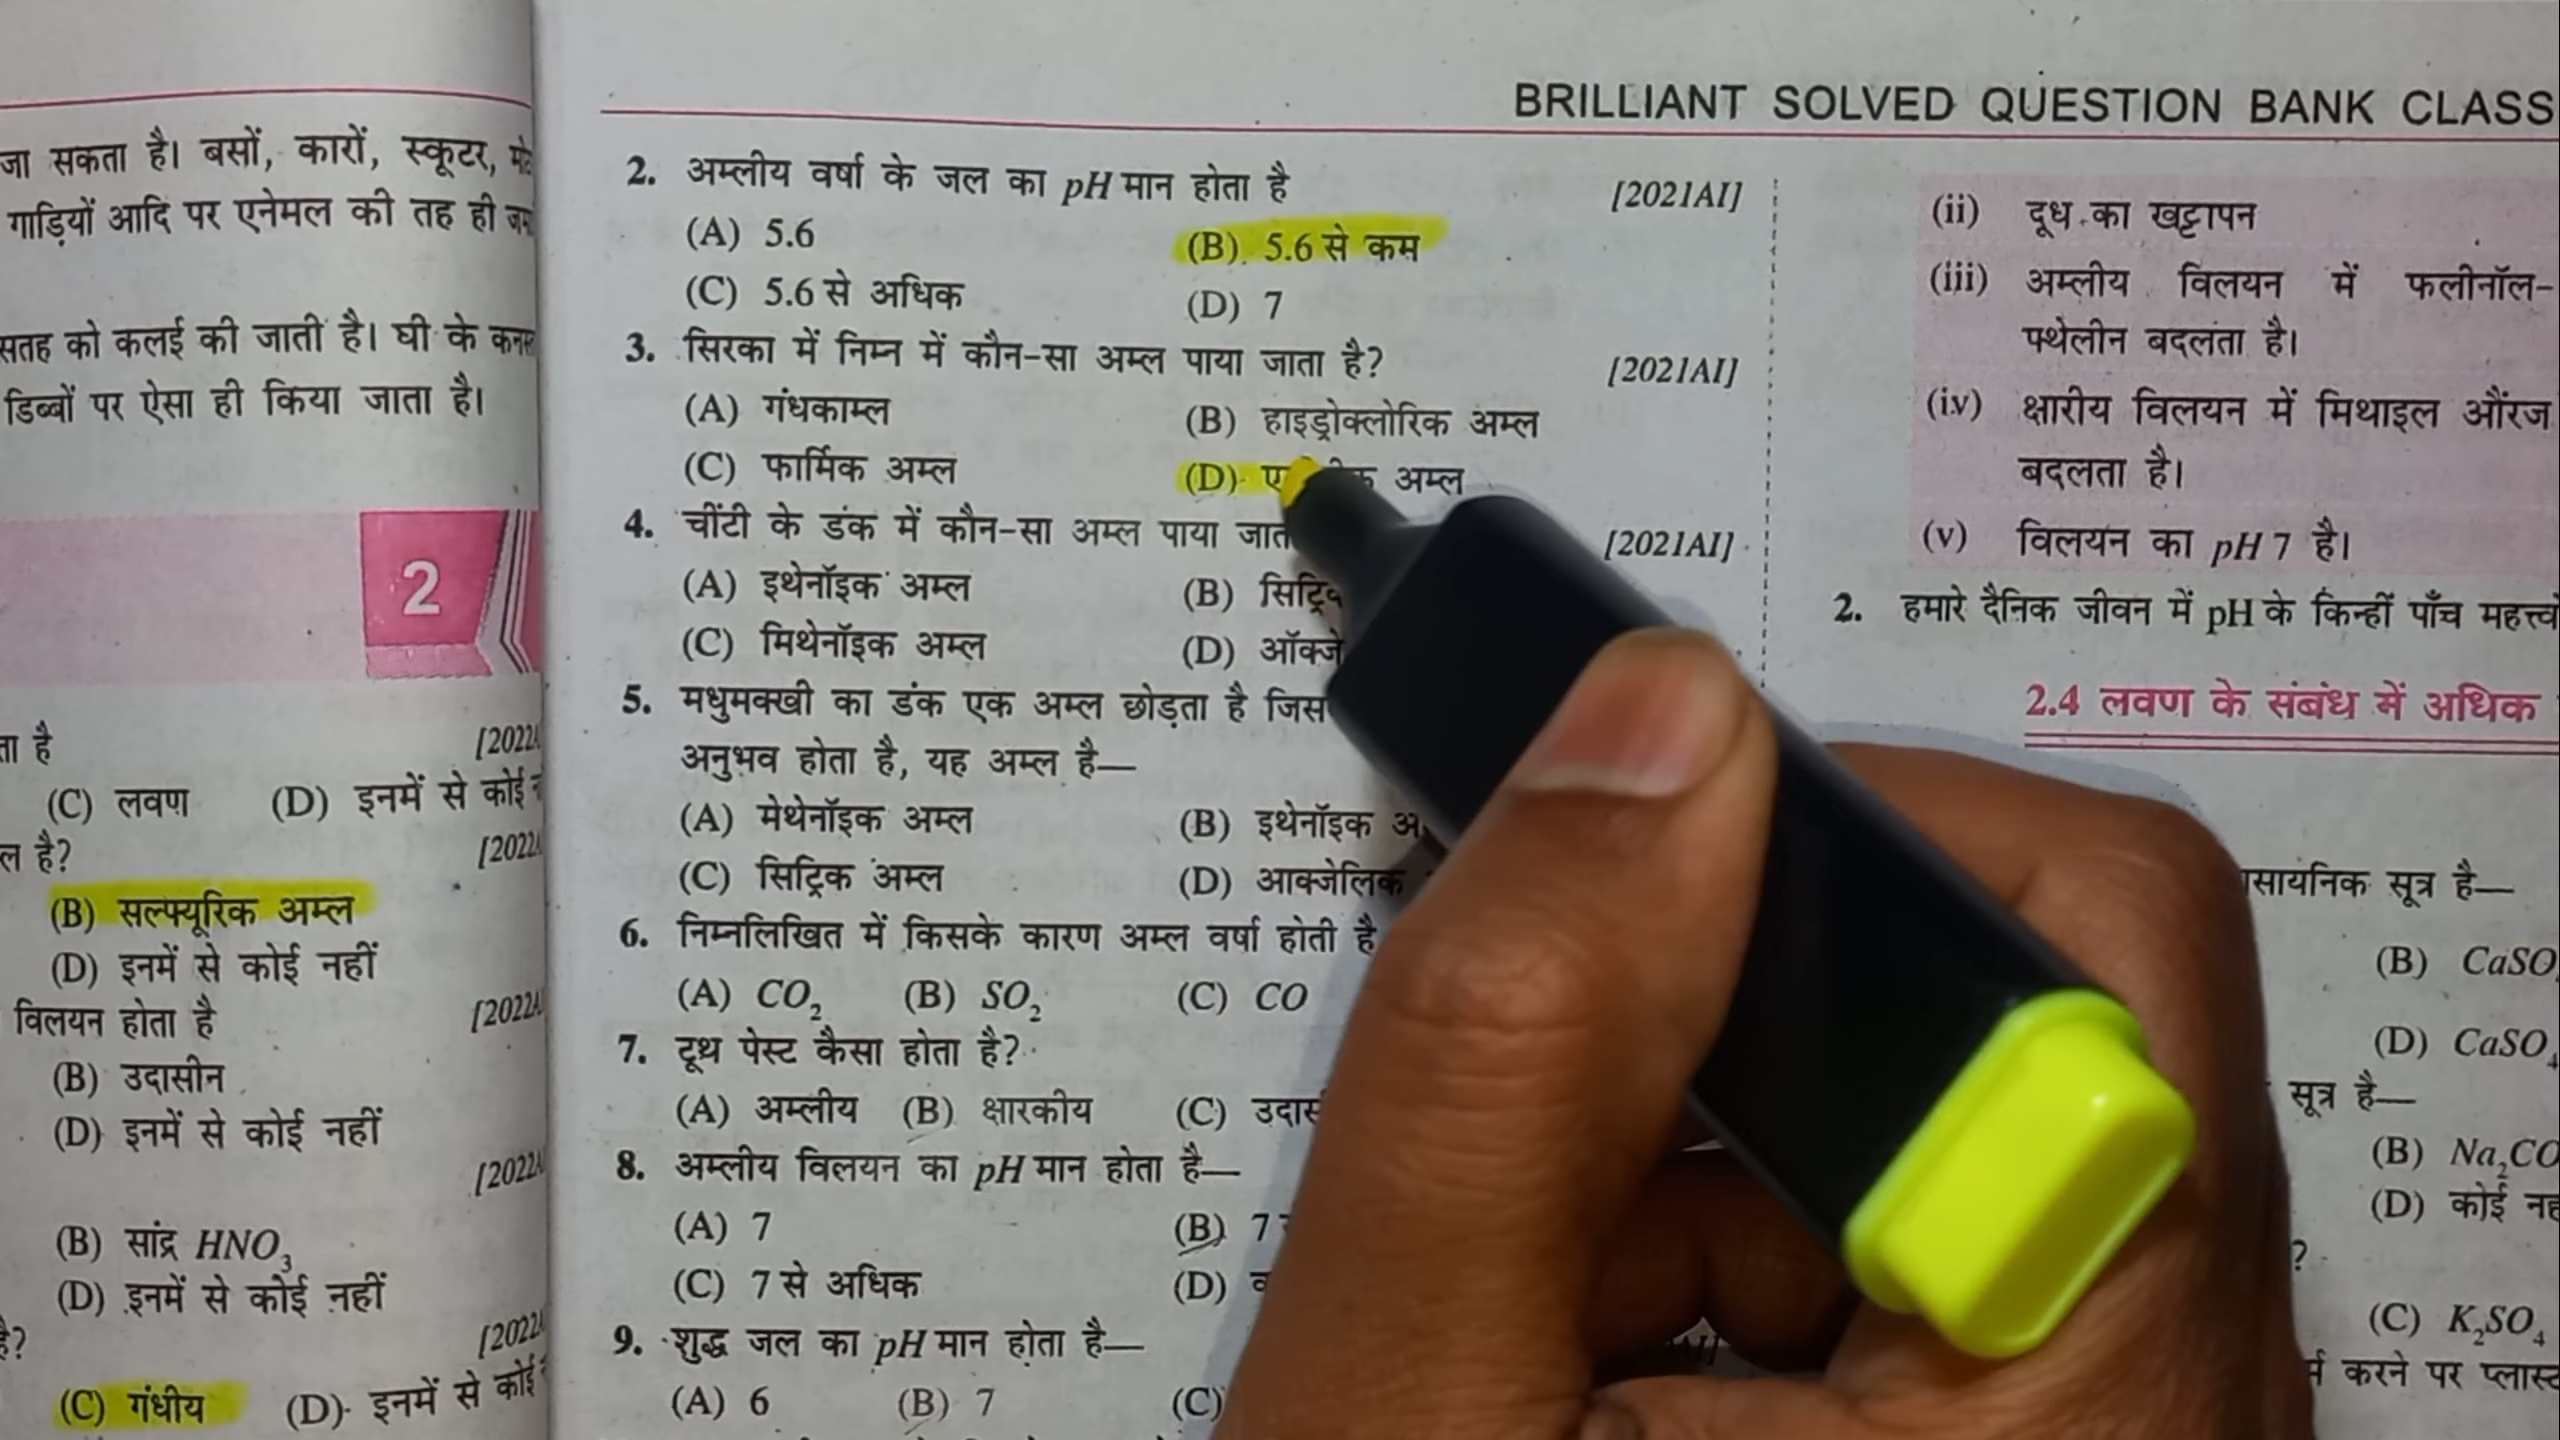 जा सकता है। बसों, कारों, स्कूटर,
गाड़ियों आदि पर एनेमल की तह ही
सतह को कलई की जाती है। घी के
डिब्बों पर ऐसा ही किया जाता है।
2
है
(C) लवण (D) इनमें से कोई
है?
(B) सल्फ्यूरिक अम्ल
(D) इनमें से कोई नहीं
विलयन होता है
(B) उदासीन
(D) इनमें से कोई नहीं
(B) सांद्र HNO₃
(D) इनमें से कोई नहीं
(C) गंधीय (D) इनमें से कोई
BRILLIANT SOLVED QUESTION BANK CLASS
2. अम्लीय वर्षा के जल का pH मान होता है [2021AI]
(A) 5.6 (B) 5.6 से कम
(C) 5.6 से अधिक (D) 7
3. सिरका में निम्न में कौन-सा अम्ल पाया जाता है? [2021AI]
(A) गंधकाम्ल (B) हाइड्रोक्लोरिक अम्ल
(C) फार्मिक अम्ल (D) अम्ल
4. चींटी के डंक में कौन-सा अम्ल पाया [2021AI]
(A) इथेनॉइक अम्ल (B)
(C) मिथेनॉइक अम्ल (D)
5. मधुमक्खी का डंक एक अम्ल छोड़ता है
अनुभव होता है, यह अम्ल है—
(A) मेथेनॉइक अम्ल (B) इथेनॉइक
(C) सिट्रिक अम्ल (D) आक्जेलिक
6. निम्नलिखित में किसके कारण अम्ल वर्षा होती है
(A) CO₂ (B) SO₂ (C) CO
7. टूथ पेस्ट कैसा होता है?
(A) अम्लीय (B) क्षारकीय (C)
8. अम्लीय विलयन का pH मान होता है—
(A) 7 (B) 7
(C) 7 से अधिक (D)
9. शुद्ध जल का pH मान होता है—
(A) 6 (B) 7 (C)
(ii) दूध का खट्टापन
(iii) अम्लीय विलयन में फलीनॉल-
फ्थेलीन बदलता है।
(iv) क्षारीय विलयन में मिथाइल औंरज
बदलता है।
(v) विलयन का pH 7 है।
2. हमारे दैनिक जीवन में pH के किन्हीं पाँच
2.4 लवण के संबंध में अधिक
सूत्र है—
(B)
(D)
सूत्र है—
(B)
(D) कोई
?
(C) K₂SO₄
करने पर